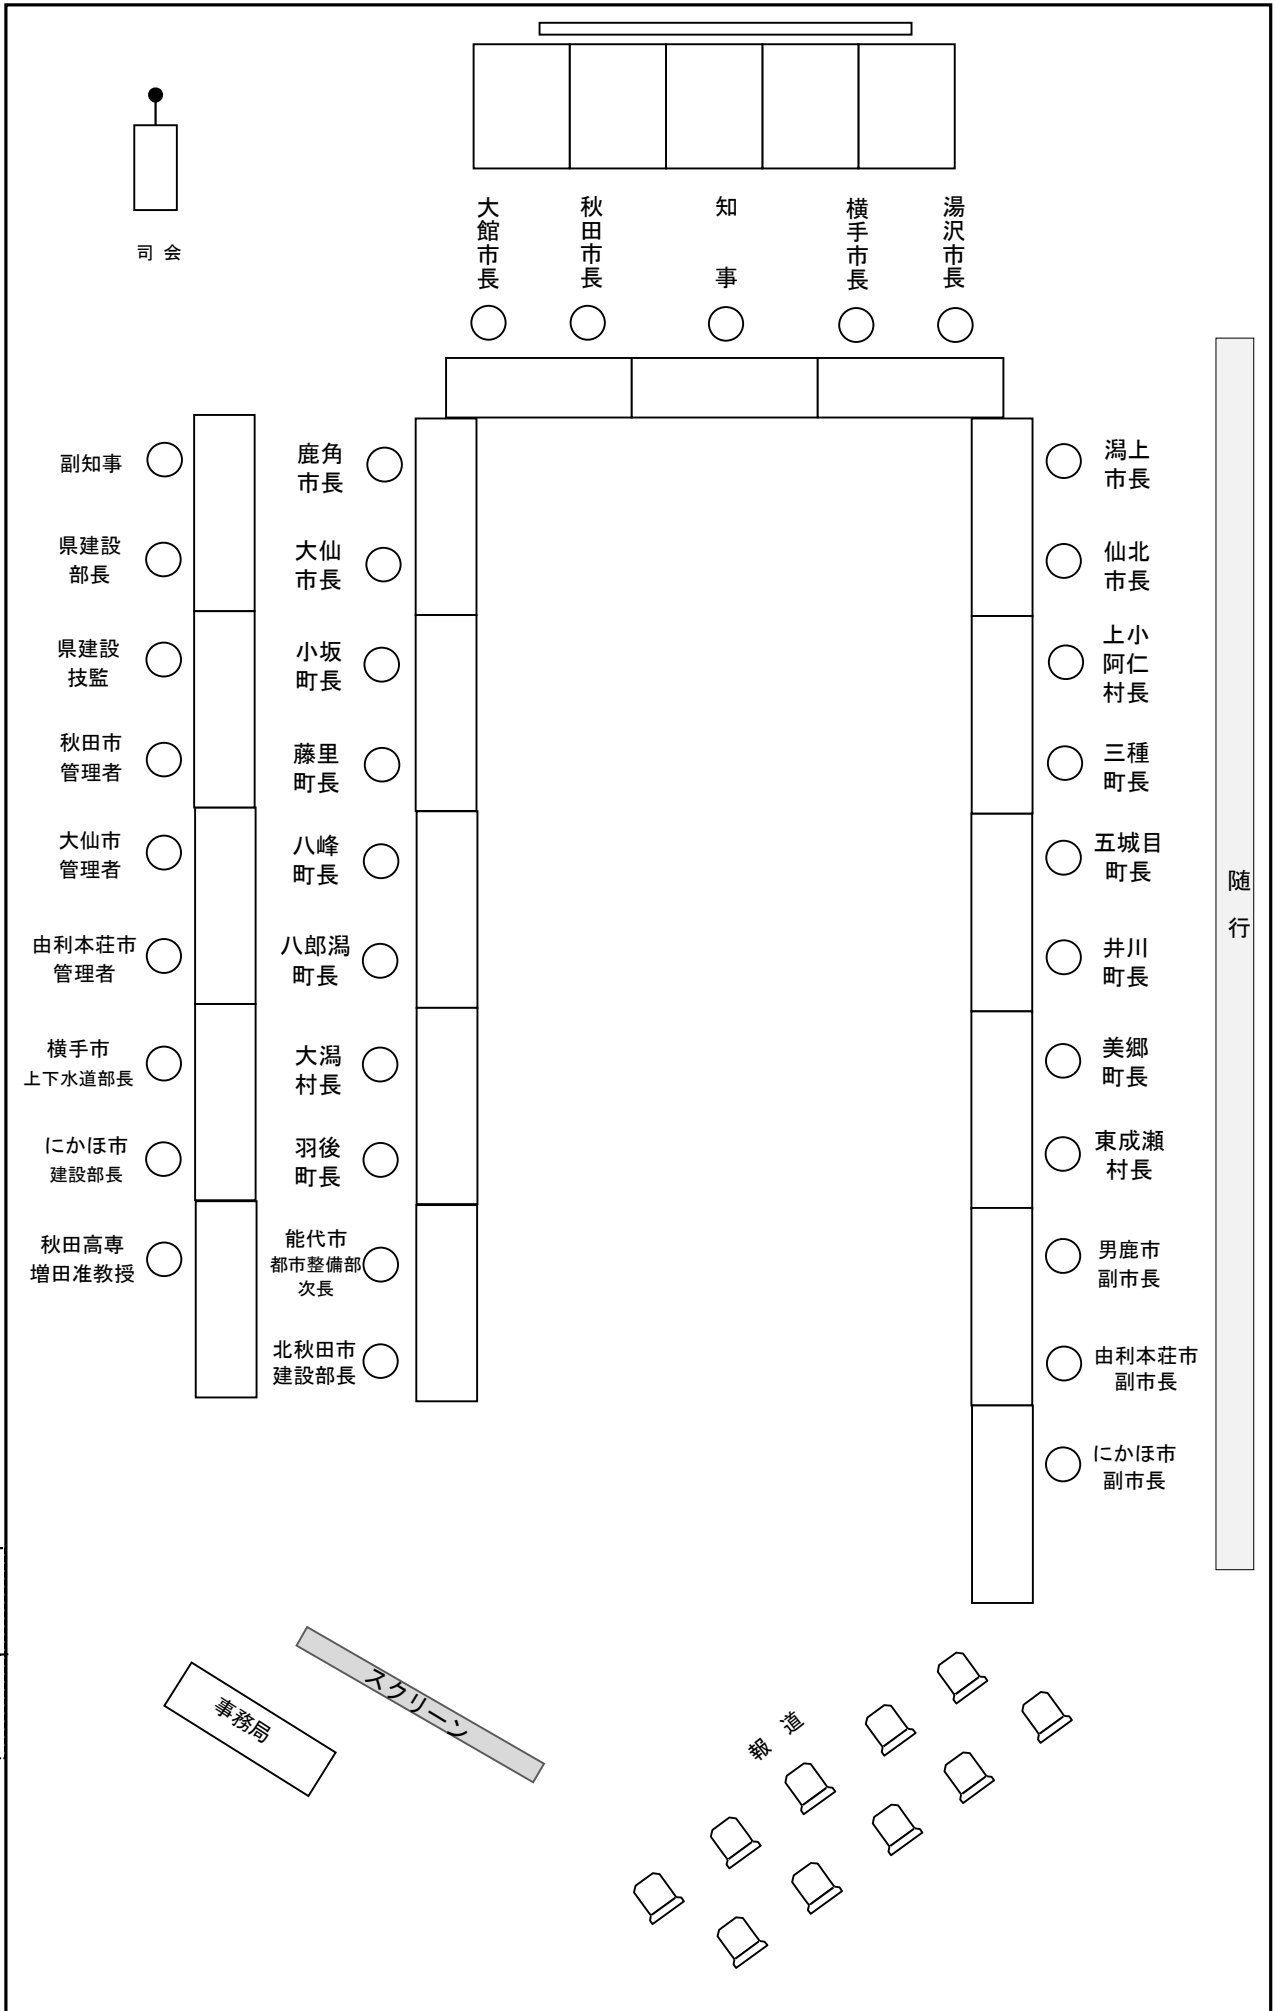 司 会
大館市長
秋田市長
知 事
横手市長
湯沢市長
副知事
県建設
部長
県建設
技監
秋田市
管理者
大仙市
管理者
由利本荘市
管理者
横手市
上下水道部長
にかほ市
建設部長
秋田高専
増田准教授
鹿角
市長
大仙
市長
小坂
町長
藤里
町長
八峰
町長
八郎潟
町長
大潟
村長
羽後
町長
能代市
都市整備部
次長
北秋田市
建設部長
潟上
市長
仙北
市長
上小
阿仁
村長
三種
町長
五城目
町長
井川
町長
美郷
町長
東成瀬
村長
男鹿市
副市長
由利本荘市
副市長
にかほ市
副市長
随 行
スクリーン
事務局
報 道